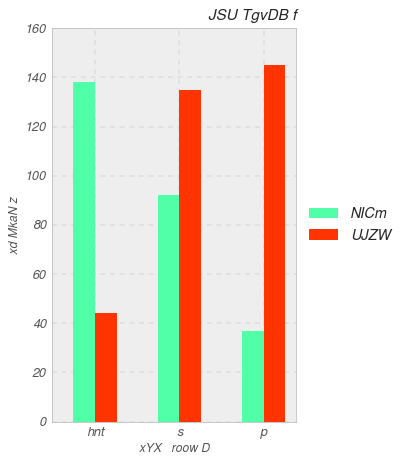 JSU TgvDB f
160
140
120
100
80
60
40
20
0
xd MkaN z
hnt s p
xYX roow D
NICm
UJZW